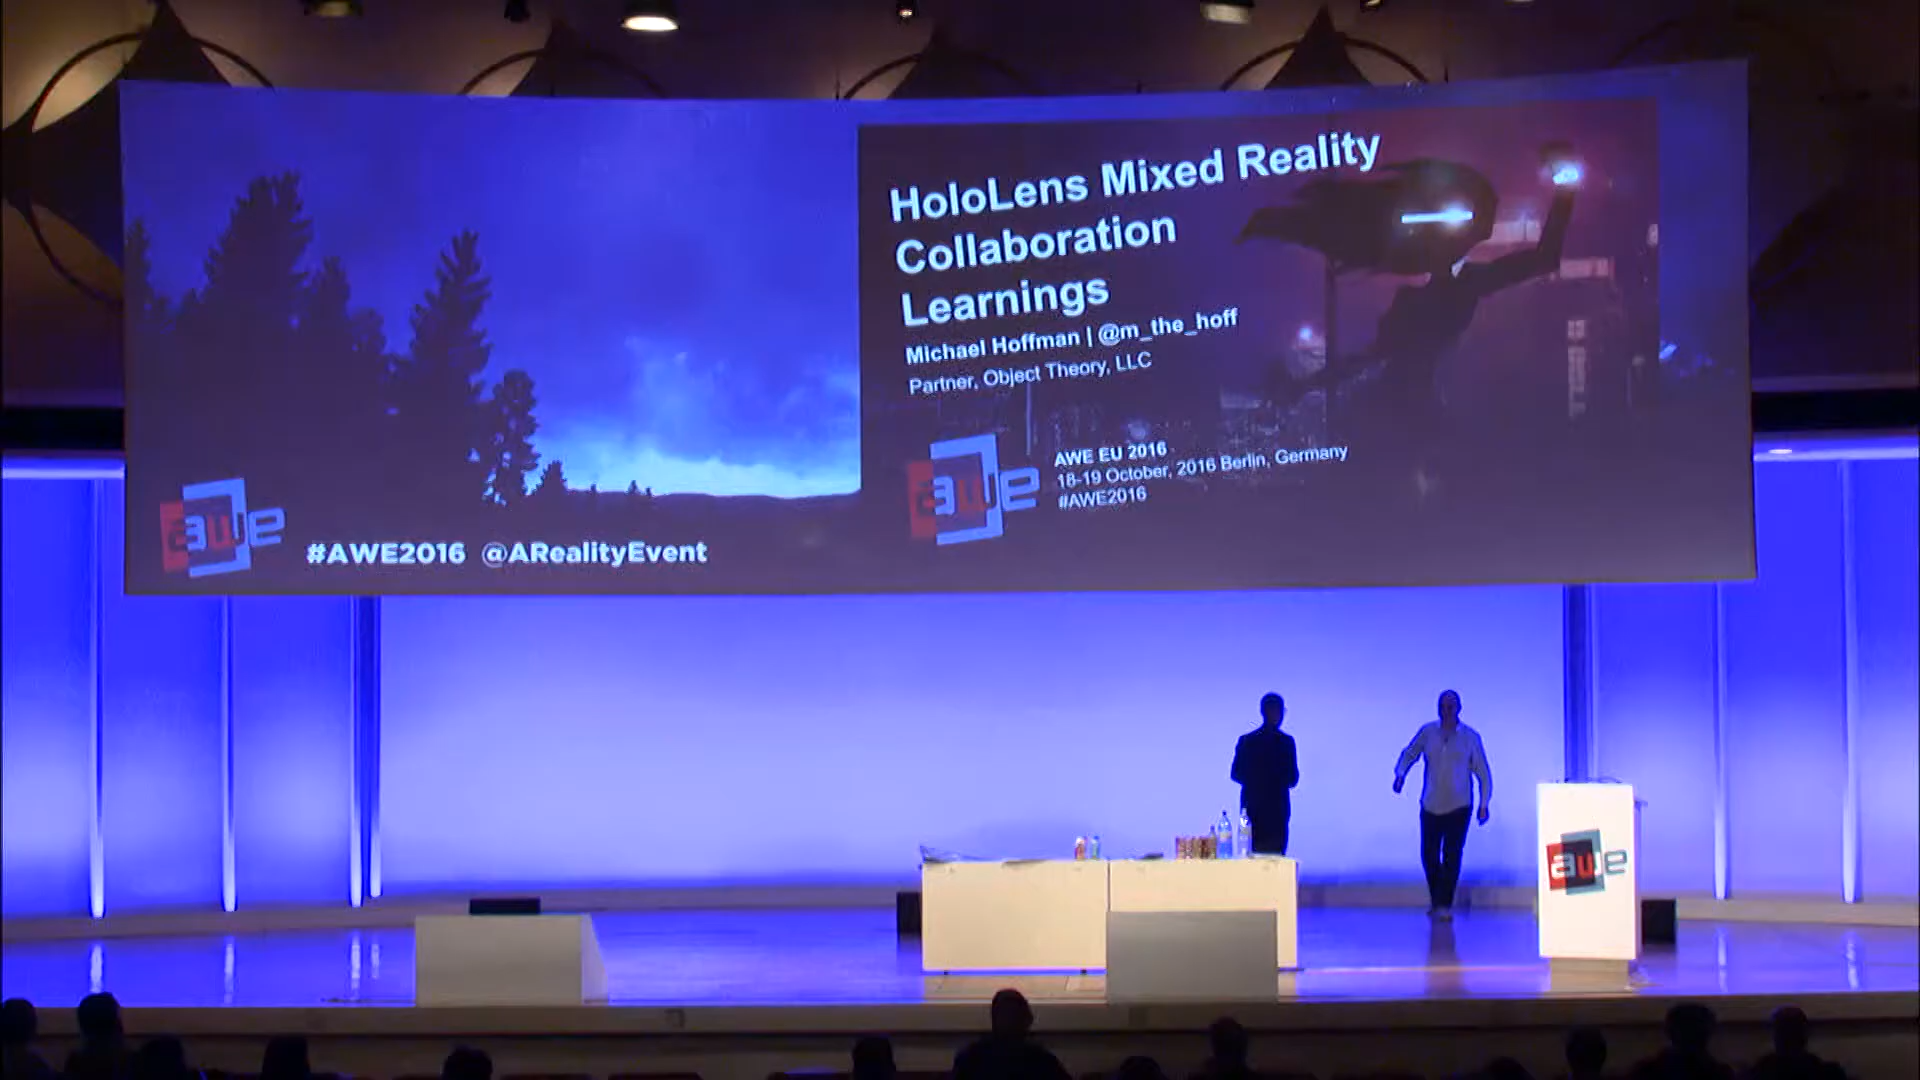 HoloLens Mixed Reality
Collaboration
Learnings
Michael Hoffman | @m_the_hoff
Partner, Object Theory, LLC
awe
AWE EU 2016
18-19 October, 2016 Berlin, Germany
#AWE2016
awe
#AWE2016 @ARealityEvent
awe